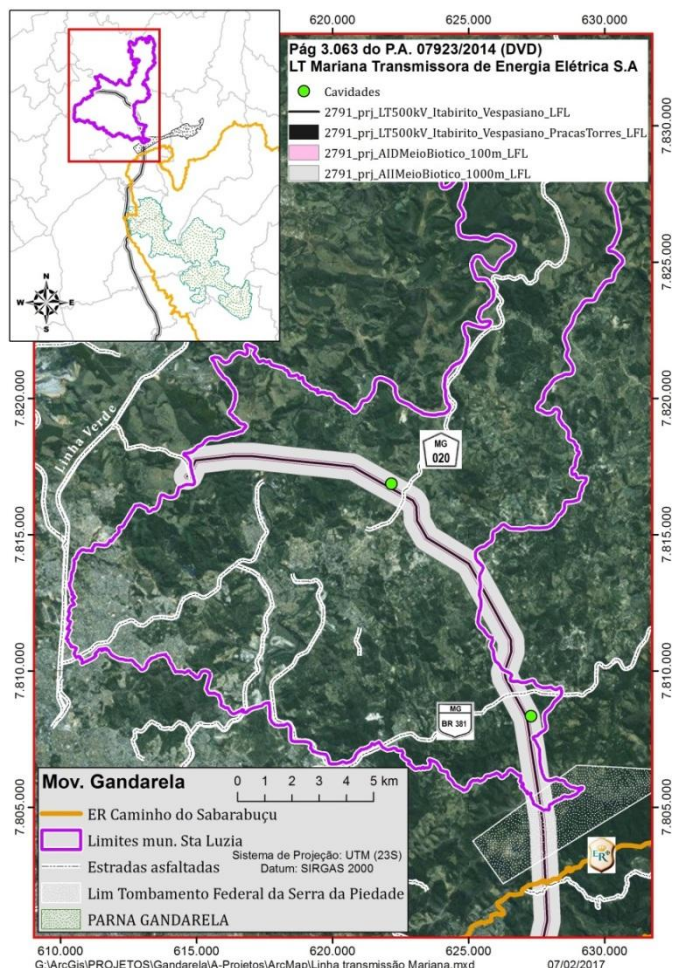 620.000
625.000
630.000
Pág 3.063 do P.A. 07923/2014 (DVD)
LT Mariana Transmissora de Energia Elétrica S.A
Cavidades
2791_prj_LT500kV_Itabirito_Vespasiano_LFL
2791_prj_LT500kV_Itabirito_Vespasiano_PracasTorres_LFL
2791_prj_AIDMeioBiotico_100m_LFL
2791_prj_AIIMeioBiotico_1000m_LFL
N
W
E
S
7.830.000
7.825.000
7.820.000
7.820.000
Linha Verde
MG
020
7.815.000
7.815.000
7.810.000
7.810.000
MG
BR 381
7.805.000
7.805.000
LR
Mov. Gandarela
0 1 2 3 4 5 km
ER Caminho do Sabarabuçu
Limites mun. Sta Luzia
Estradas asfaltadas
Sistema de Projeção: UTM (23S)
Datum: SIRGAS 2000
Lim Tombamento Federal da Serra da Piedade
PARNA GANDARELA
610.000
615.000
620.000
625.000
630.000
G:\ArcGis\PROJETOS\Gandarela\A-Projetos\ArcMap\Linha transmissão Mariana.mxd
07/02/2017